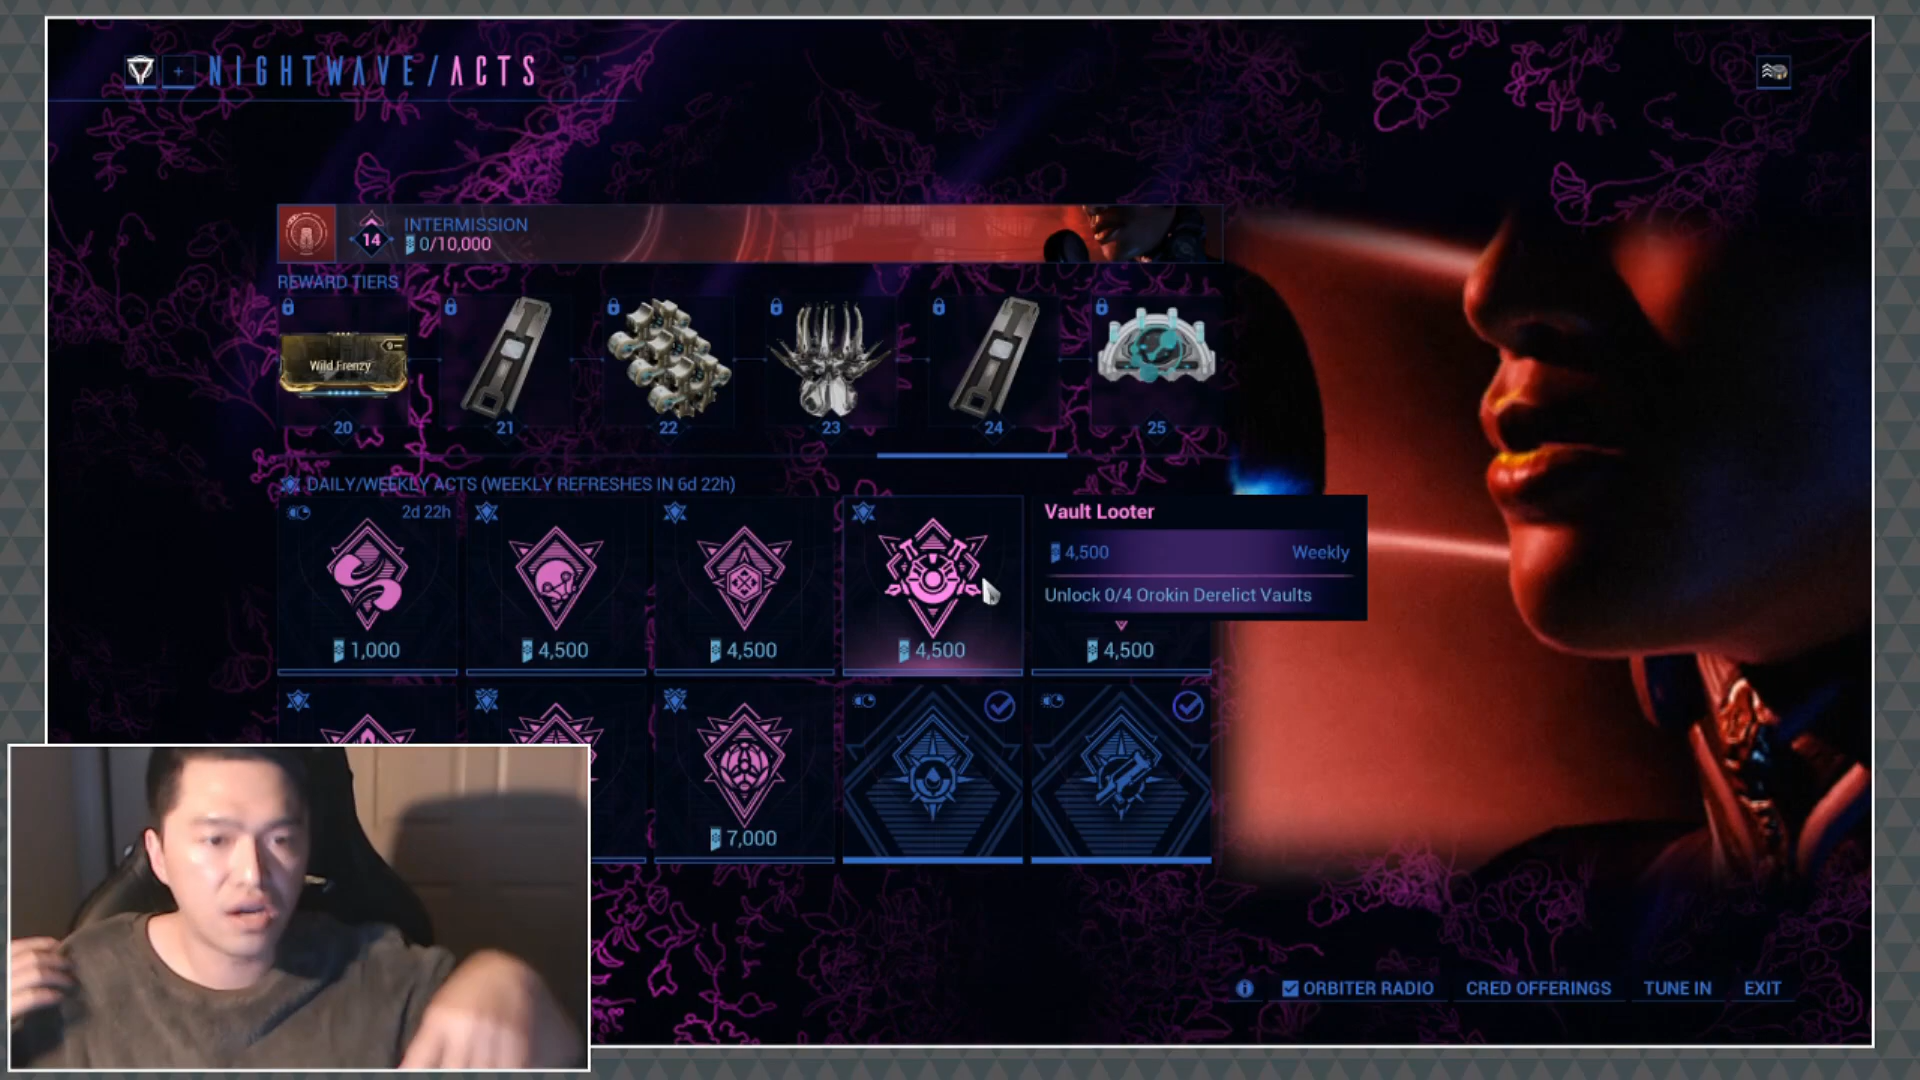 NIGHTWAVE/ACTS
14
INTERMISSION
0/10,000
REWARD TIERS
Wild Frenzy
20
21
22
23
24
25
DAILY/WEEKLY ACTS (WEEKLY REFRESHES IN 6d 22h)
2d 22h
1,000
4,500
4,500
4,500
4,500
Vault Looter
4,500
Weekly
Unlock 0/4 Orokin Derelict Vaults
7,000
ORBITER RADIO
CRED OFFERINGS
TUNE IN
EXIT